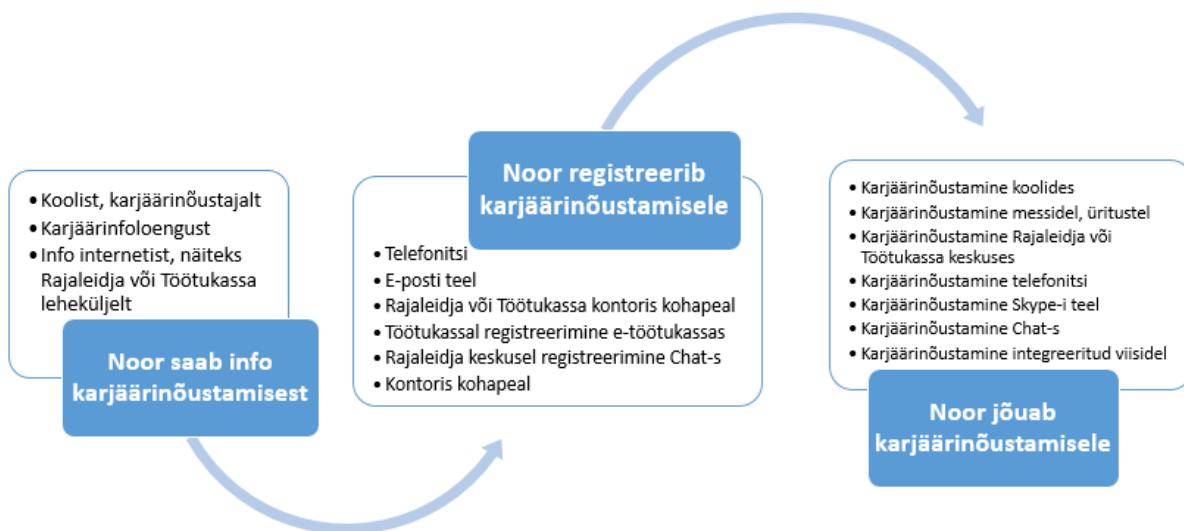 • Koolist, karjäärinõustajalt
• Karjäärinfoloengust
• Info internetist, näiteks
Rajaleidja või Töötukassa
leheküljelt
Noor saab info
karjäärinõustamisest
Noor registreerib
karjäärinõustamisele
• Telefonitsi
• E-posti teel
• Rajaleidja või Töötukassa kontoris kohapeal
• Töötukassal registreerimine e-töötukassas
• Rajaleidja keskusel registreerimine Chat-s
• Kontoris kohapeal
• Karjäärinõustamine koolides
• Karjäärinõustamine messidel, üritustel
• Karjäärinõustamine Rajaleidja või
Töötukassa keskuses
• Karjäärinõustamine telefonitsi
• Karjäärinõustamine Skype-i teel
• Karjäärinõustamine Chat-s
• Karjäärinõustamine integreeritud viisidel
Noor jõuab
karjäärinõustamisele